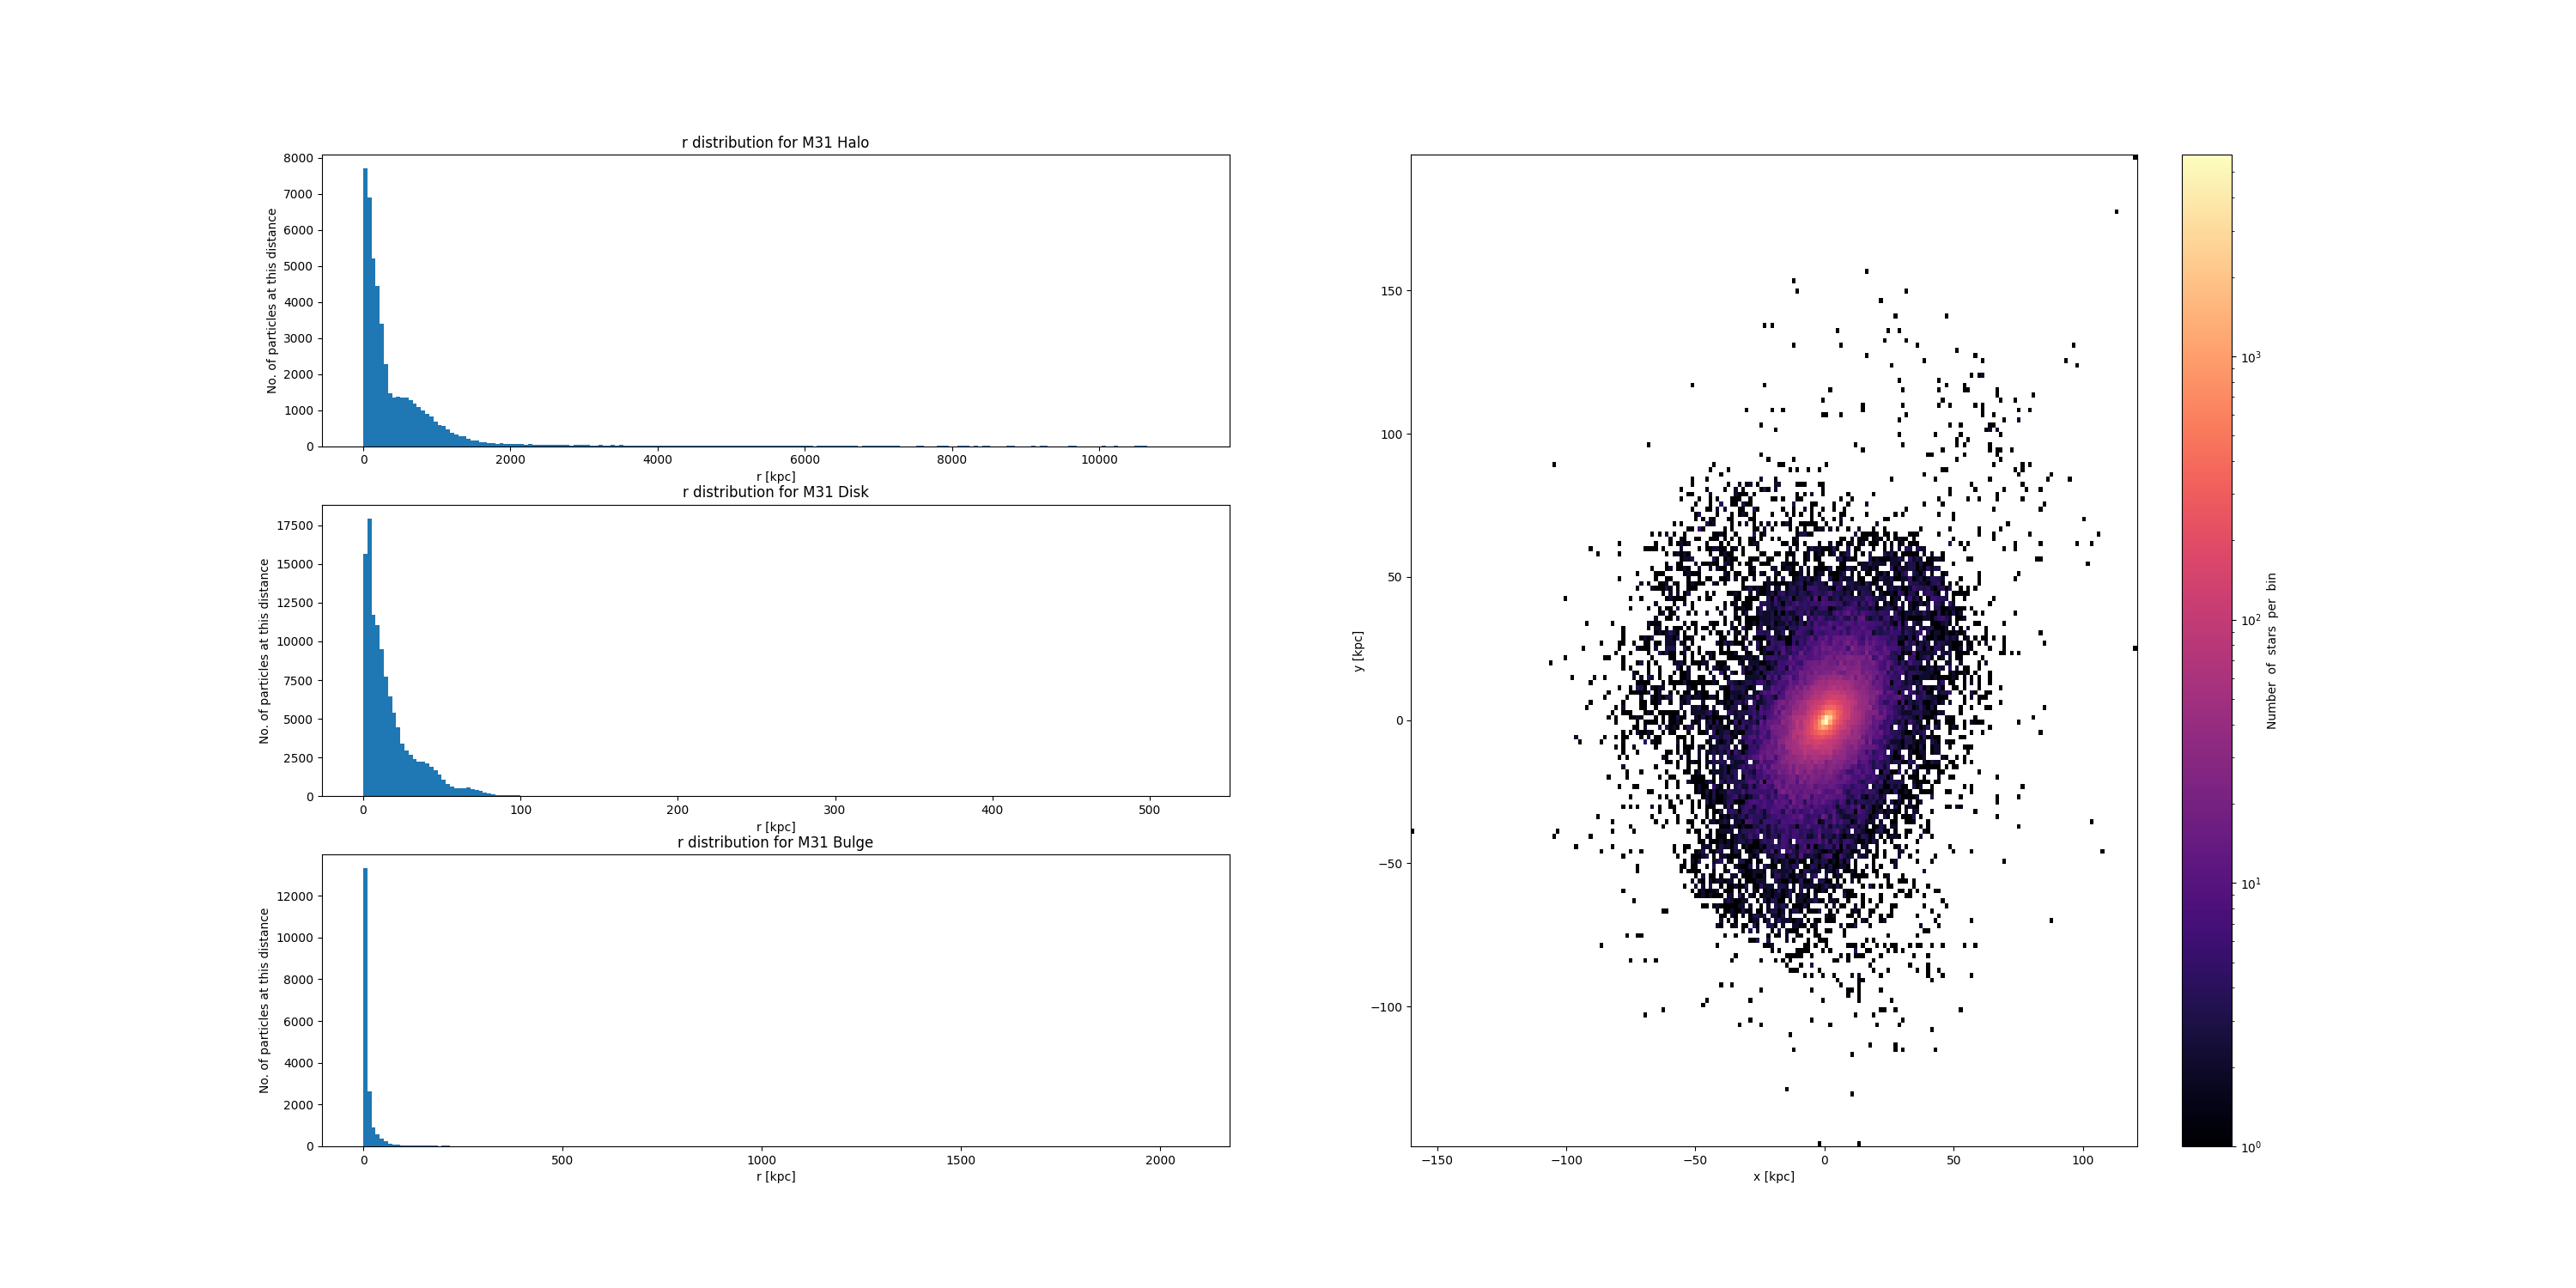 r distribution for M31 Halo
No. of particles at this distance
8000
7000
6000
5000
4000
3000
2000
1000
0
0 2000 4000 6000 8000 10000
r [kpc]
r distribution for M31 Disk
No. of particles at this distance
17500
15000
12500
10000
7500
5000
2500
0
0 100 200 300 400 500
r [kpc]
r distribution for M31 Bulge
No. of particles at this distance
12000
10000
8000
6000
4000
2000
0
0 500 1000 1500 2000
r [kpc]
y [kpc]
150
100
50
0
−50
−100
−150 −100 −50 0 50 100
x [kpc]
10³
10²
10¹
10⁰
Number of stars per bin